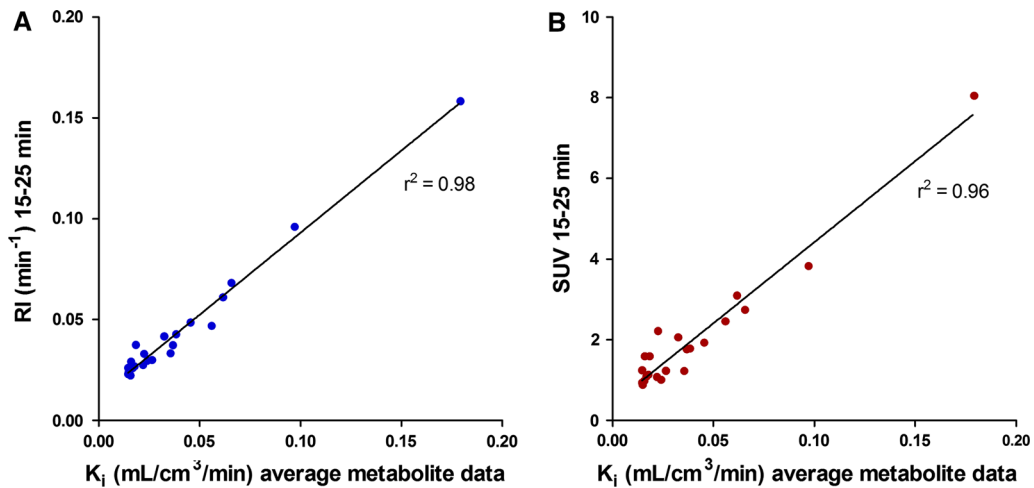 A
B
0.20
0.15
0.10
0.05
0.00
RI (min⁻¹) 15-25 min
r² = 0.98
0.00 0.05 0.10 0.15 0.20
Kᵢ (mL/cm³/min) average metabolite data
10
8
6
4
2
0
SUV 15-25 min
r² = 0.96
0.00 0.05 0.10 0.15 0.20
Kᵢ (mL/cm³/min) average metabolite data